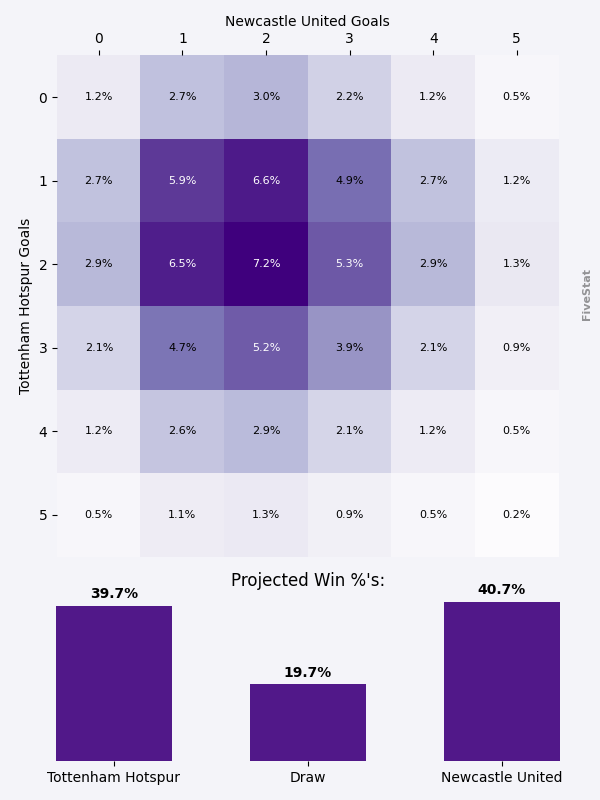 Newcastle United Goals
0 1 2 3 4 5
Tottenham Hotspur Goals
0 1.2% 2.7% 3.0% 2.2% 1.2% 0.5%
1 2.7% 5.9% 6.6% 4.9% 2.7% 1.2%
2 2.9% 6.5% 7.2% 5.3% 2.9% 1.3%
3 2.1% 4.7% 5.2% 3.9% 2.1% 0.9%
4 1.2% 2.6% 2.9% 2.1% 1.2% 0.5%
5 0.5% 1.1% 1.3% 0.9% 0.5% 0.2%
FiveStat
Projected Win %'s:
39.7% 19.7% 40.7%
Tottenham Hotspur Draw Newcastle United